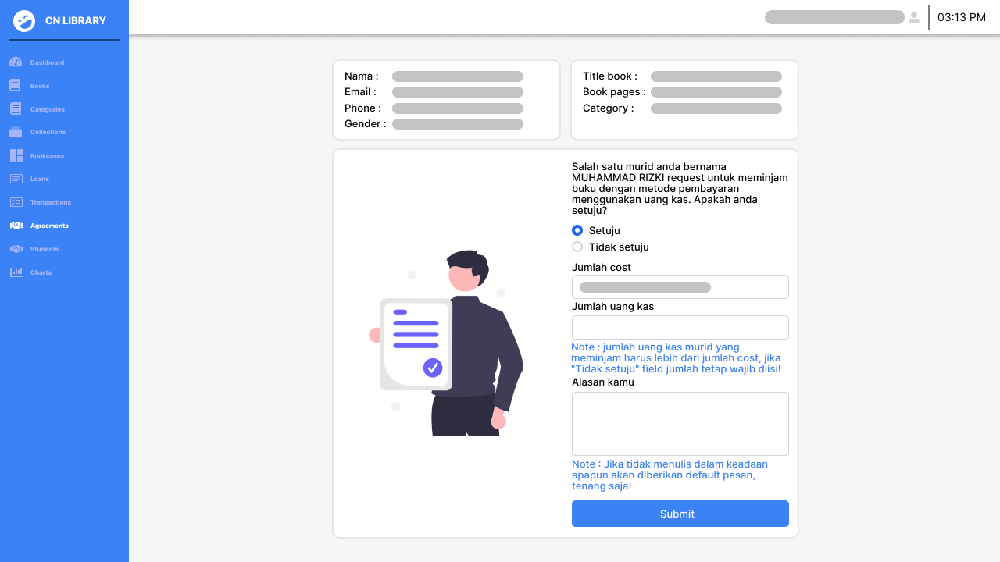 CN LIBRARY
03:13 PM
Dashboard
Books
Categories
Collections
Bookcases
Loans
Transactions
Agreements
Students
Charts
Nama :
Email :
Phone :
Gender :
Title book :
Book pages :
Category :
Salah satu murid anda bernama
MUHAMMAD RIZKI request untuk meminjam
buku dengan metode pembayaran
menggunakan uang kas. Apakah anda
setuju?
Setuju
Tidak setuju
Jumlah cost
Jumlah uang kas
Note : jumlah uang kas murid yang
meminjam harus lebih dari jumlah cost, jika
"Tidak setuju" field jumlah tetap wajib diisi!
Alasan kamu
Note : Jika tidak menulis dalam keadaan
apapun akan diberikan default pesan,
tenang saja!
Submit